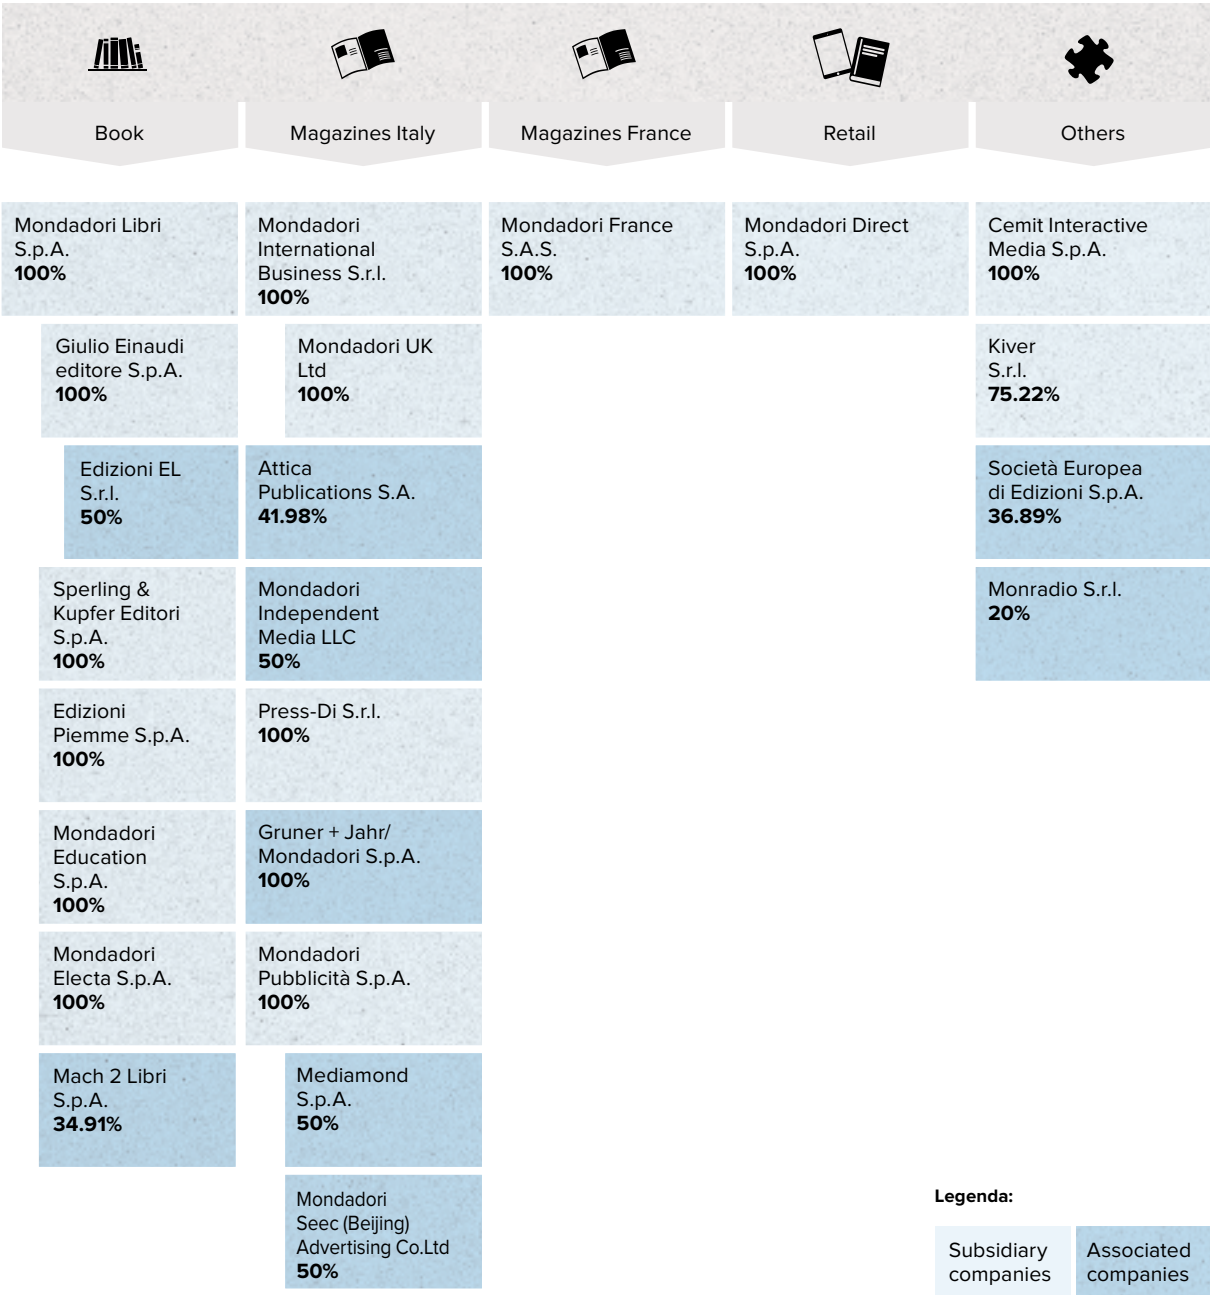 Book
Magazines Italy
Magazines France
Retail
Others
Mondadori Libri
S.p.A.
100%
Giulio Einaudi
editore S.p.A.
100%
Edizioni EL
S.r.l.
50%
Sperling &
Kupfer Editori
S.p.A.
100%
Edizioni
Piemme S.p.A.
100%
Mondadori
Education
S.p.A.
100%
Mondadori
Electa S.p.A.
100%
Mach 2 Libri
S.p.A.
34.91%
Mondadori
International
Business S.r.l.
100%
Mondadori UK
Ltd
100%
Attica
Publications S.A.
41.98%
Mondadori
Independent
Media LLC
50%
Press-Di S.r.l.
100%
Gruner + Jahr/
Mondadori S.p.A.
100%
Mondadori
Pubblicità S.p.A.
100%
Mediamond
S.p.A.
50%
Mondadori
Seec (Beijing)
Advertising Co.Ltd
50%
Mondadori France
S.A.S.
100%
Mondadori Direct
S.p.A.
100%
Cemit Interactive
Media S.p.A.
100%
Kiver
S.r.l.
75.22%
Società Europea
di Edizioni S.p.A.
36.89%
Monradio S.r.l.
20%
Legenda:
Subsidiary
companies
Associated
companies